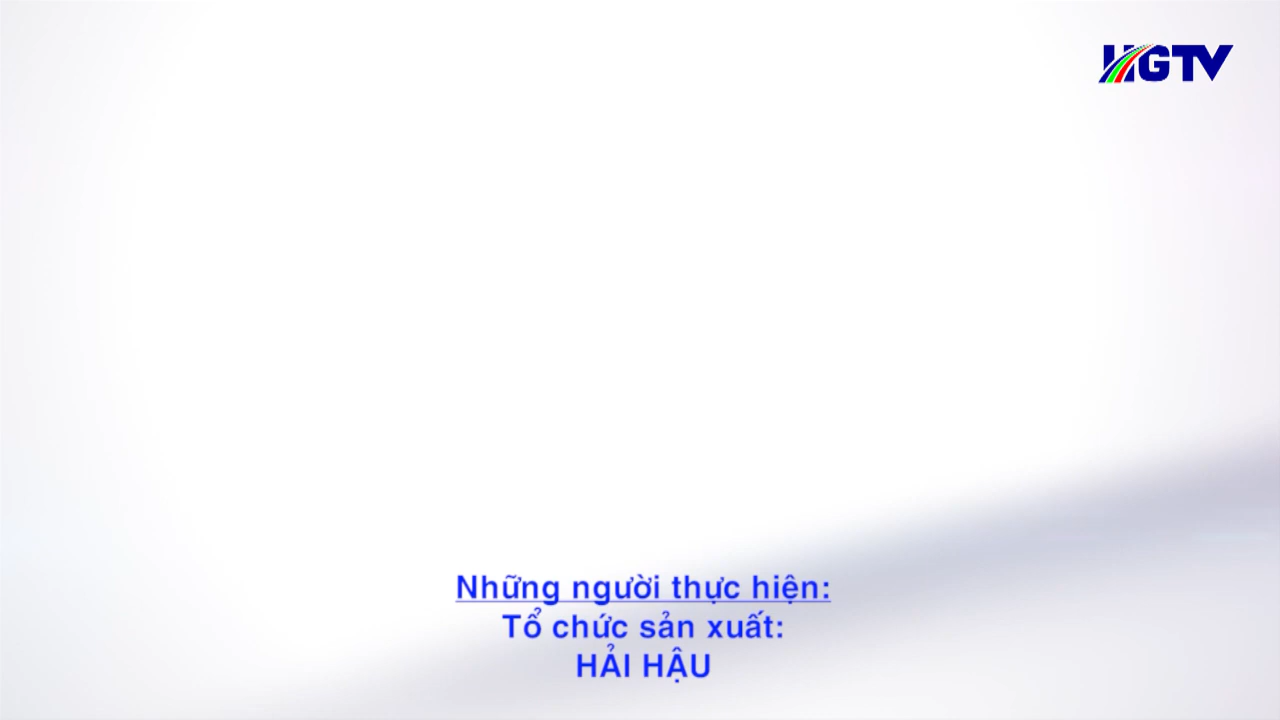 HGTV
Những người thực hiện:
Tổ chức sản xuất:
HẢI HẬU